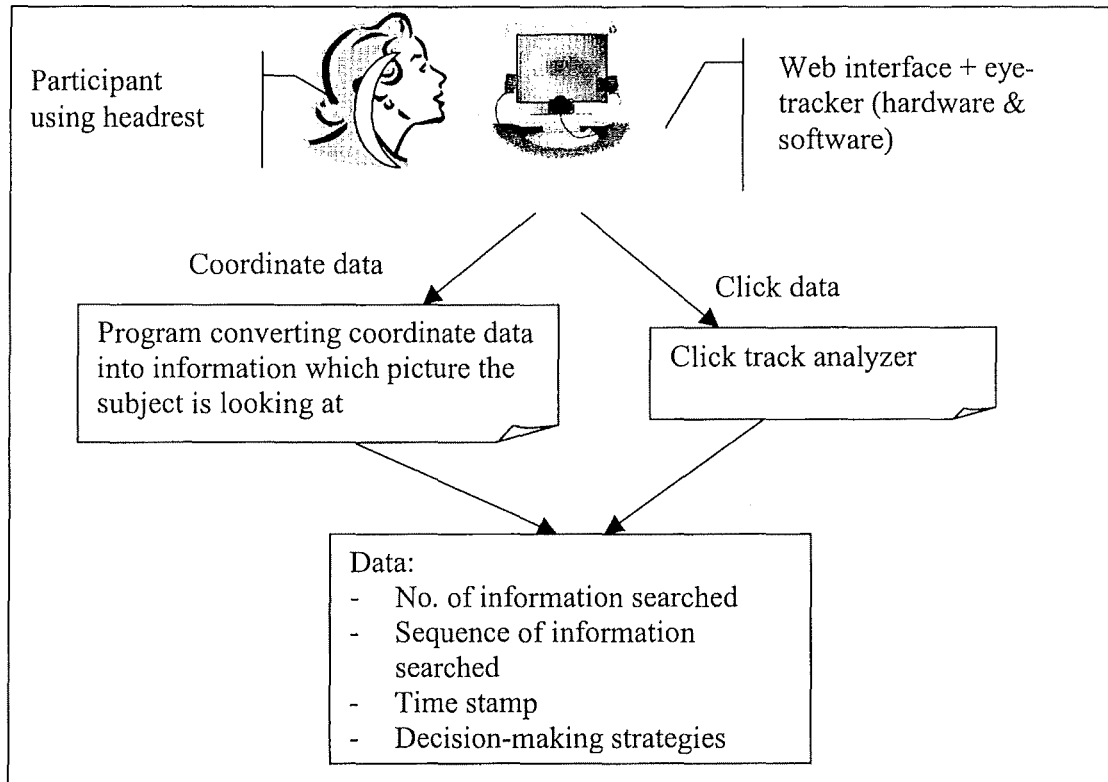 Participant
using headrest
Web interface + eye-
tracker (hardware &
software)
Coordinate data
Click data
Program converting coordinate data
into information which picture the
subject is looking at
Click track analyzer
Data:
- No. of information searched
- Sequence of information
searched
- Time stamp
- Decision-making strategies